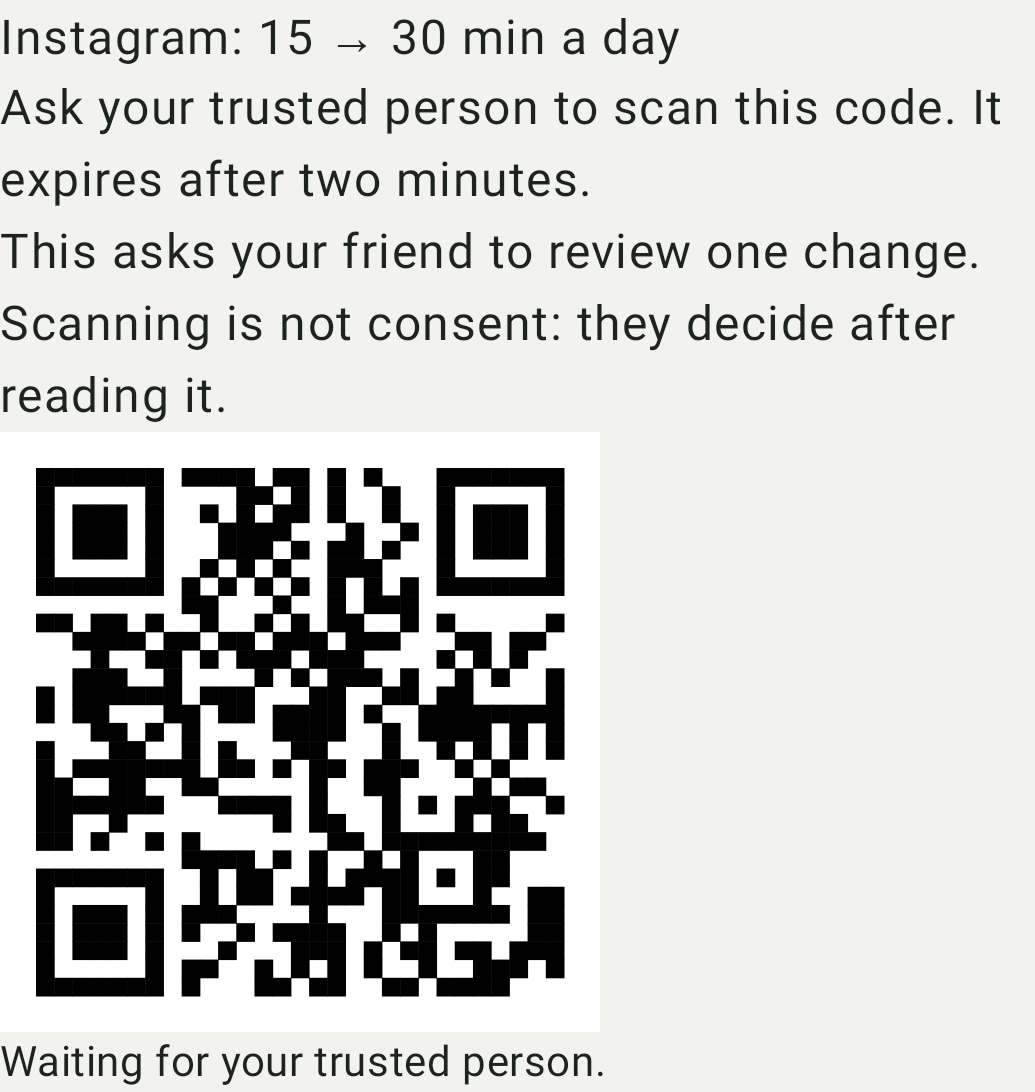 Instagram: 15 → 30 min a day
Ask your trusted person to scan this code. It
expires after two minutes.
This asks your friend to review one change.
Scanning is not consent: they decide after
reading it.
Waiting for your trusted person.